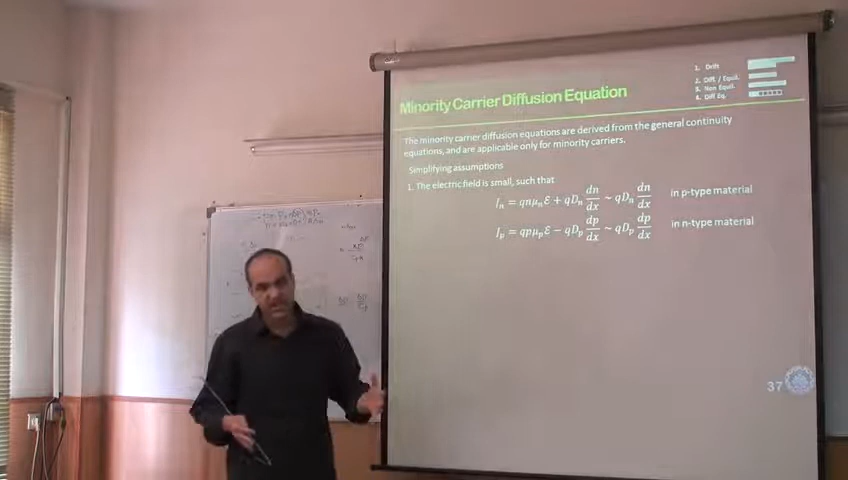 1. Drift
2. Diff. / Equil.
3. Non Equil.
4. Diff Eq.
Minority Carrier Diffusion Equation
The minority carrier diffusion equations are derived from the general continuity
equations, and are applicable only for minority carriers.
Simplifying assumptions
1. The electric field is small, such that
Jₙ = qnμₙℰ + qDₙ dn/dx ~ qDₙ dn/dx in p-type material
Jₚ = qpμₚℰ − qDₚ dp/dx ~ qDₚ dp/dx in n-type material
37